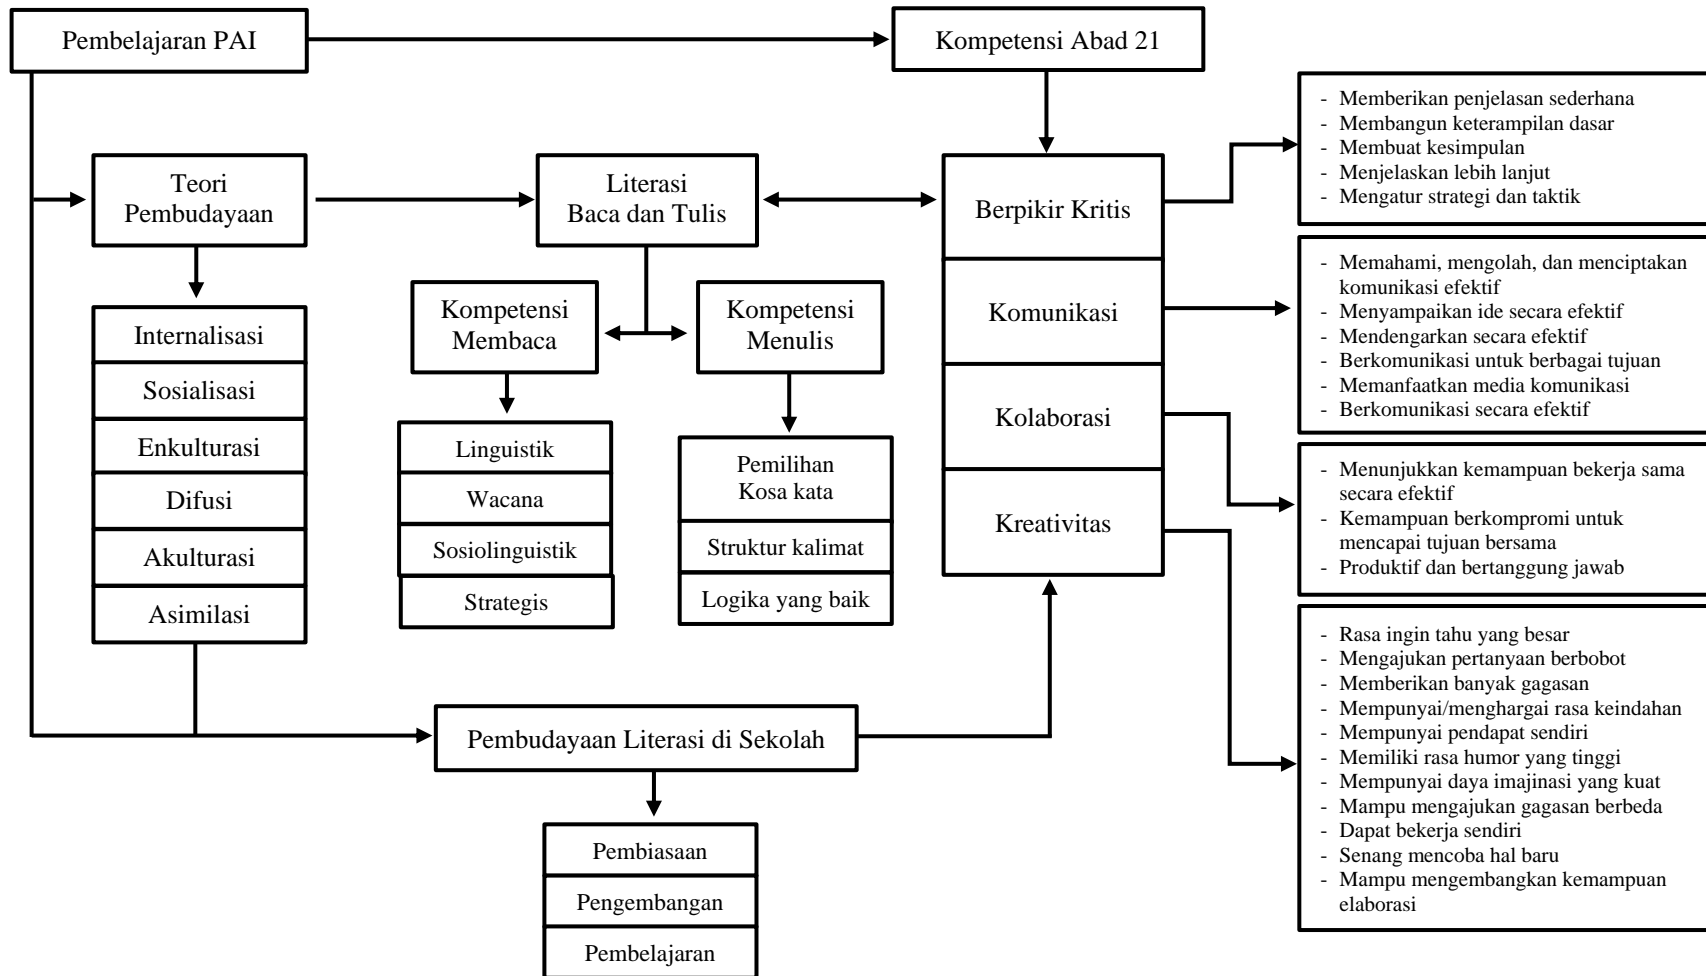 Pembelajaran PAI
Kompetensi Abad 21
Teori
Pembudayaan
Literasi
Baca dan Tulis
Internalisasi
Sosialisasi
Enkulturasi
Difusi
Akulturasi
Asimilasi
Kompetensi
Membaca
Kompetensi
Menulis
Linguistik
Wacana
Sosiolinguistik
Strategis
Pemilihan
Kosa kata
Struktur kalimat
Logika yang baik
Berpikir Kritis
Komunikasi
Kolaborasi
Kreativitas
- Memberikan penjelasan sederhana
- Membangun keterampilan dasar
- Membuat kesimpulan
- Menjelaskan lebih lanjut
- Mengatur strategi dan taktik
- Memahami, mengolah, dan menciptakan
komunikasi efektif
- Menyampaikan ide secara efektif
- Mendengarkan secara efektif
- Berkomunikasi untuk berbagai tujuan
- Memanfaatkan media komunikasi
- Berkomunikasi secara efektif
- Menunjukkan kemampuan bekerja sama
secara efektif
- Kemampuan berkompromi untuk
mencapai tujuan bersama
- Produktif dan bertanggung jawab
- Rasa ingin tahu yang besar
- Mengajukan pertanyaan berbobot
- Memberikan banyak gagasan
- Mempunyai/menghargai rasa keindahan
- Mempunyai pendapat sendiri
- Memiliki rasa humor yang tinggi
- Mempunyai daya imajinasi yang kuat
- Mampu mengajukan gagasan berbeda
- Dapat bekerja sendiri
- Senang mencoba hal baru
- Mampu mengembangkan kemampuan
elaborasi
Pembudayaan Literasi di Sekolah
Pembiasaan
Pengembangan
Pembelajaran